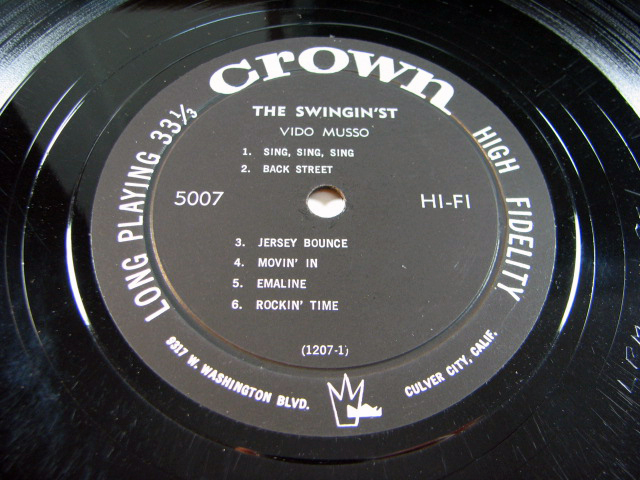 crown
THE SWINGIN'ST
VIDO MUSSO
1. SING, SING, SING
2. BACK STREET
5007
HI-FI
LONG PLAYING 33⅓
HIGH FIDELITY
3. JERSEY BOUNCE
4. MOVIN' IN
5. EMALINE
6. ROCKIN' TIME
(1207-1)
9317 W. WASHINGTON BLVD.
CULVER CITY, CALIF.